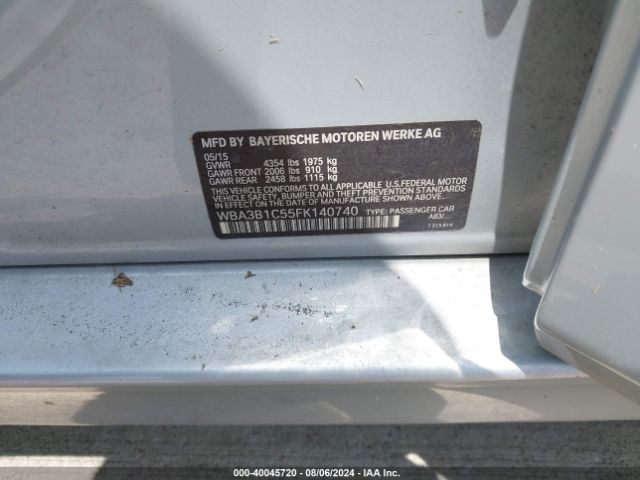 MFD BY BAYERISCHE MOTOREN WERKE AG
05/15
GVWR 4354 lbs 1975 kg
GAWR FRONT 2006 lbs 910 kg
GAWR REAR 2458 lbs 1115 kg
THIS VEHICLE CONFORMS TO ALL APPLICABLE U.S.FEDERAL MOTOR
VEHICLE SAFETY, BUMPER, AND THEFT PREVENTION STANDARDS
IN EFFECT ON THE DATE OF MANUFACTURE SHOWN ABOVE.
WBA3B1C55FK140740 TYPE: PASSENGER CAR
A83/...
000-40045720 - 08/06/2024 - IAA Inc.